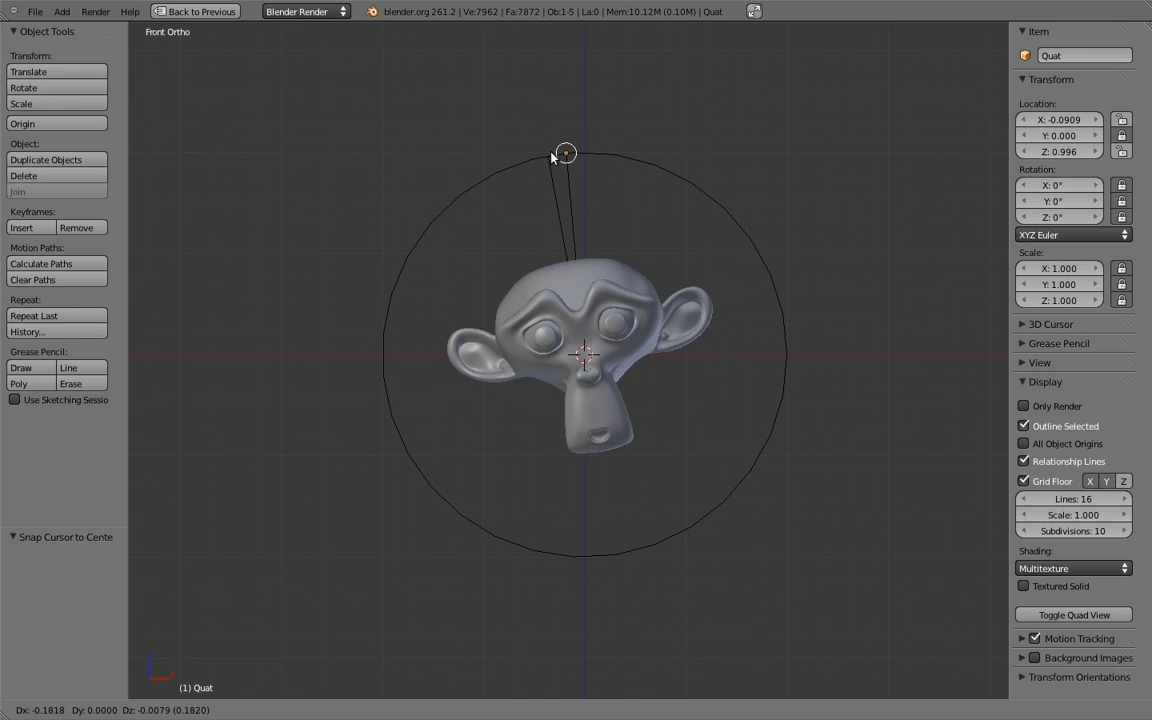 File Add Render Help Back to Previous Blender Render blender.org 261.2 | Ve:7962 | Fa:7872 | Ob:1-5 | La:0 | Mem:10.12M (0.10M) | Quat
Object Tools
Transform:
Translate
Rotate
Scale
Origin
Object:
Duplicate Objects
Delete
Join
Keyframes:
Insert Remove
Motion Paths:
Calculate Paths
Clear Paths
Repeat:
Repeat Last
History...
Grease Pencil:
Draw Line
Poly Erase
Use Sketching Sessio
Snap Cursor to Cente
Front Ortho
(1) Quat
Item
Quat
Transform
Location:
X: -0.0909
Y: 0.000
Z: 0.996
Rotation:
X: 0°
Y: 0°
Z: 0°
XYZ Euler
Scale:
X: 1.000
Y: 1.000
Z: 1.000
3D Cursor
Grease Pencil
View
Display
Only Render
Outline Selected
All Object Origins
Relationship Lines
Grid Floor X Y Z
Lines: 16
Scale: 1.000
Subdivisions: 10
Shading:
Multitexture
Textured Solid
Toggle Quad View
Motion Tracking
Background Images
Transform Orientations
Dx: -0.1818 Dy: 0.0000 Dz: -0.0079 (0.1820)